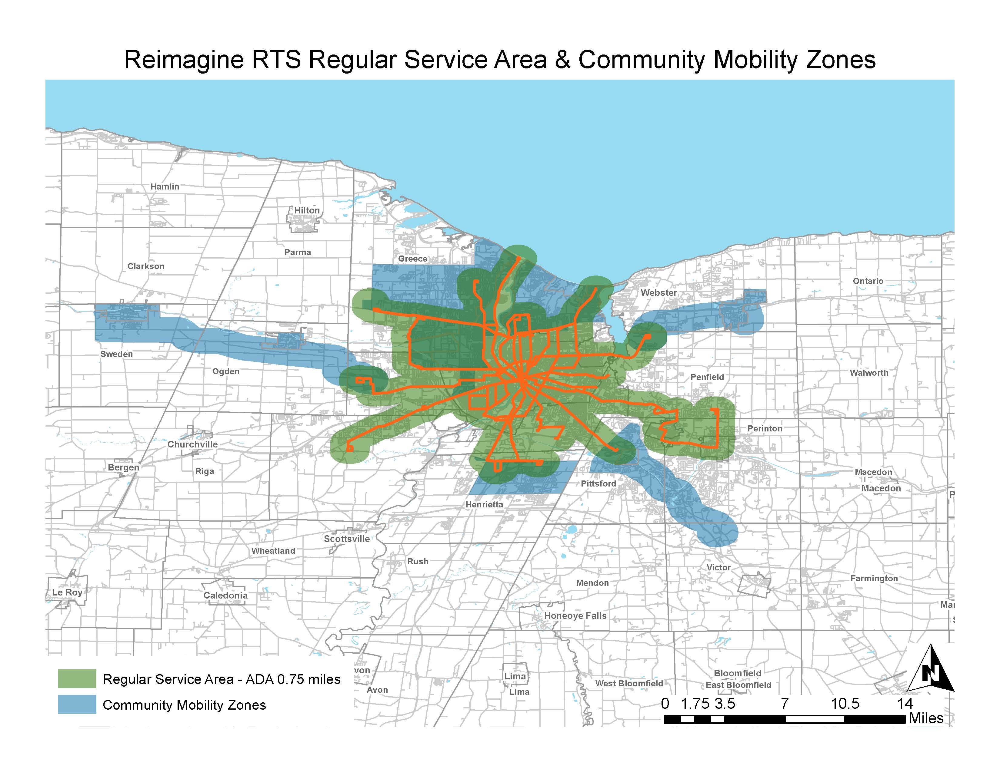 Reimagine RTS Regular Service Area & Community Mobility Zones
Hamlin
Hilton
Parma
Greece
Clarkson
Ontario
Webster
Sweden
Ogden
Walworth
Penfield
Perinton
Churchville
Bergen
Riga
Macedon
Macedon
P
Pittsford
Henrietta
Scottsville
Wheatland
Rush
Victor
Farmington
Mendon
Le Roy
Caledonia
Mar
Honeoye Falls
von
Avon
Lima
Lima
West Bloomfield
Bloomfield
East Bloomfield
N
Regular Service Area - ADA 0.75 miles
Community Mobility Zones
0 1.75 3.5 7 10.5 14
Miles